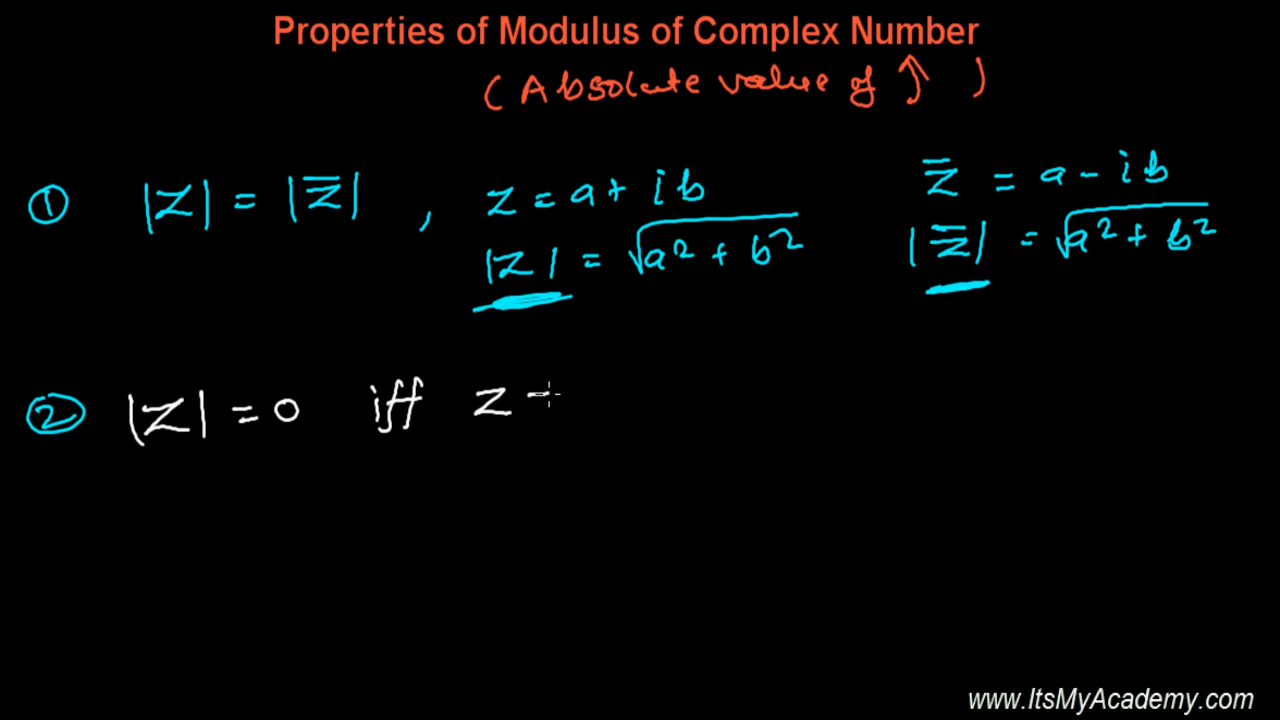 Properties of Modulus of Complex Number
( Absolute value of ↑ )
① |z| = |z̄| , z = a + ib z̄ = a - ib
|z| = √(a² + b²) |z̄| = √(a² + b²)
② |z| = 0 iff z -
www.ItsMyAcademy.com